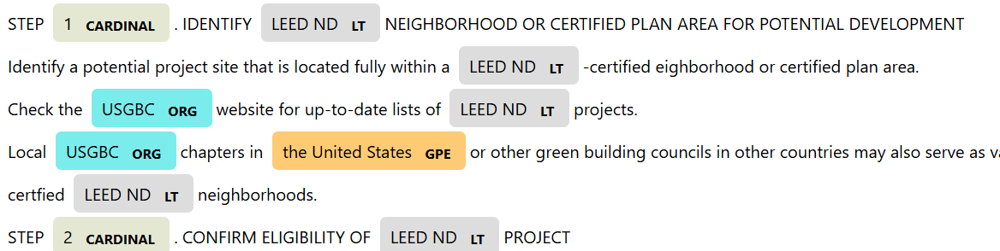 STEP 1 CARDINAL . IDENTIFY LEED ND LT NEIGHBORHOOD OR CERTIFIED PLAN AREA FOR POTENTIAL DEVELOPMENT
Identify a potential project site that is located fully within a LEED ND LT -certified eighborhood or certified plan area.
Check the USGBC ORG website for up-to-date lists of LEED ND LT projects.
Local USGBC ORG chapters in the United States GPE or other green building councils in other countries may also serve as
certfied LEED ND LT neighborhoods.
STEP 2 CARDINAL . CONFIRM ELIGIBILITY OF LEED ND LT PROJECT